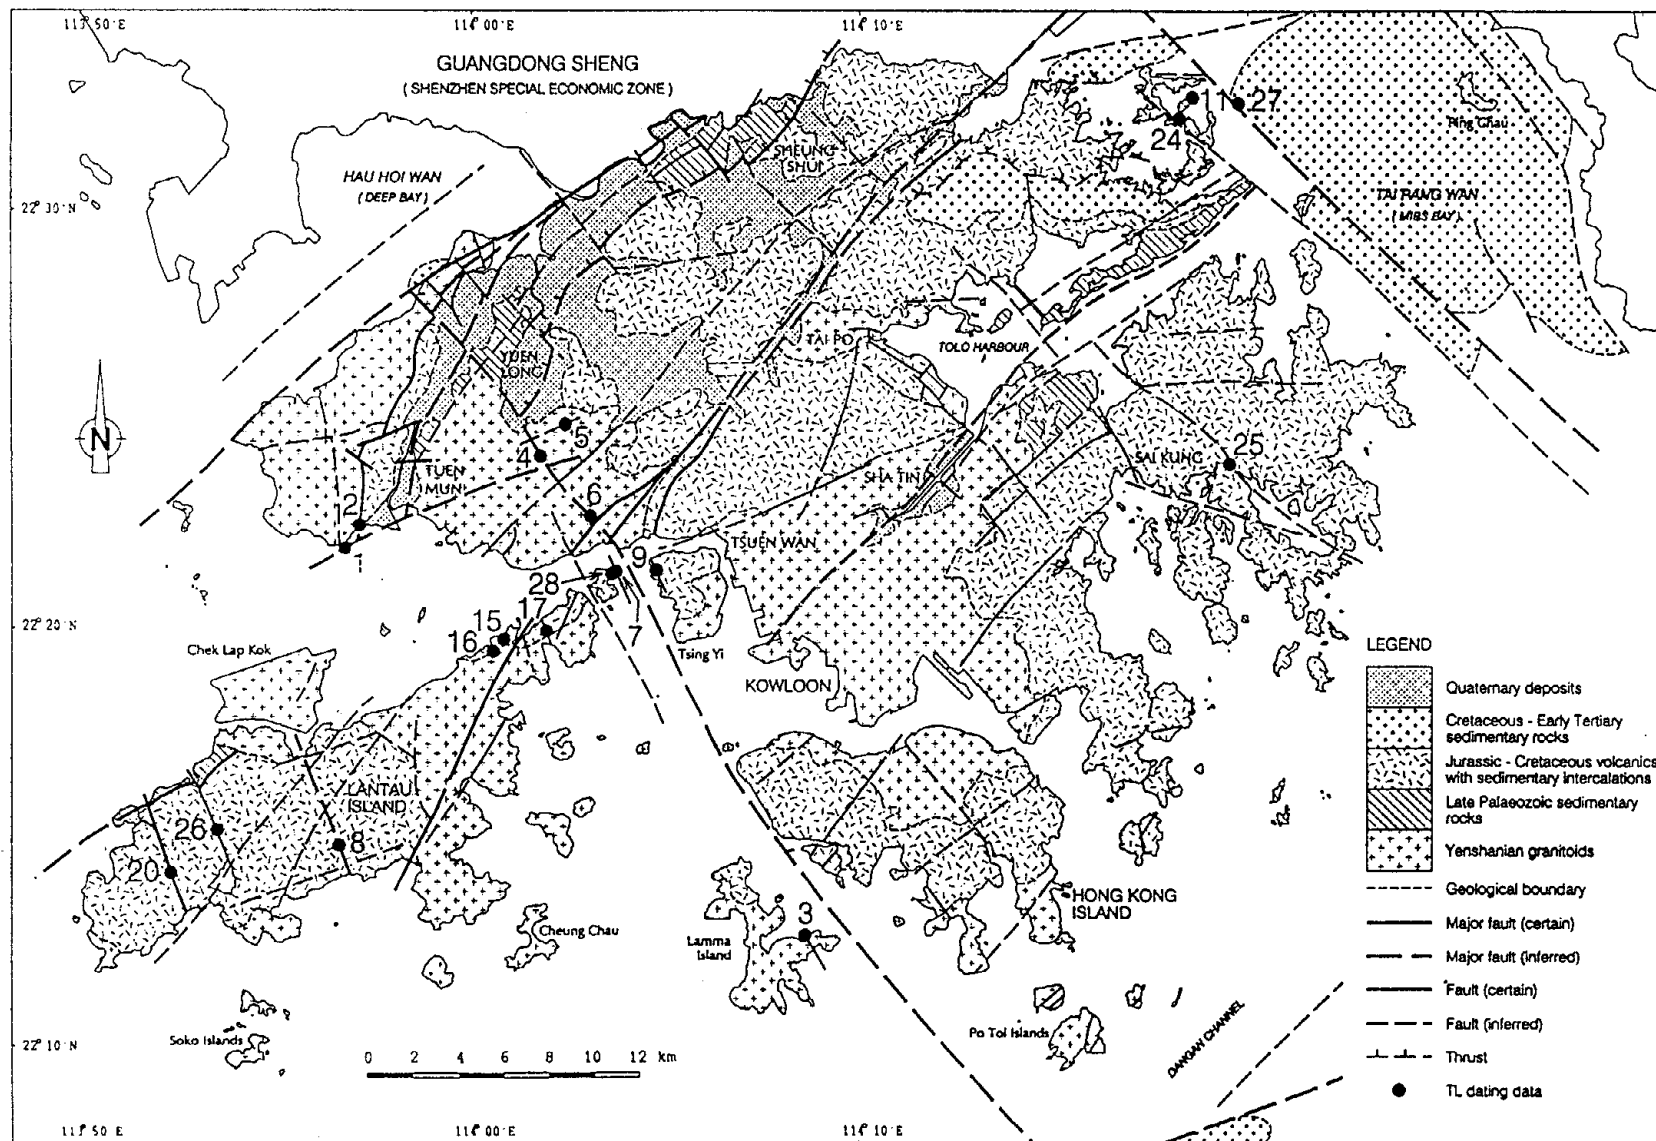 113° 50' E
114° 00' E
114° 10' E
GUANGDONG SHENG
( SHENZHEN SPECIAL ECONOMIC ZONE )
HAU HOI WAN
( DEEP BAY )
SHEUNG
SHUI
11
27
24
Ping Chau
22° 30' N
TAI PANG WAN
( MIRS BAY )
YUEN
LONG
TAI PO
TOLO HARBOUR
N
5
4
TUEN
MUN
SHA TIN
SAI KUNG
25
2
1
6
TSUEN WAN
9
28
7
22° 20' N
15
17
16
Chek Lap Kok
Tsing Yi
KOWLOON
LANTAU
ISLAND
26
8
20
HONG KONG
ISLAND
3
Lamma
Island
Cheung Chau
Soko Islands
Po Toi Islands
DANGAN CHANNEL
22° 10' N
0 2 4 6 8 10 12 km
113° 50' E
114° 00' E
114° 10' E
LEGEND
Quaternary deposits
Cretaceous - Early Tertiary
sedimentary rocks
Jurassic - Cretaceous volcanics
with sedimentary intercalations
Late Palaeozoic sedimentary
rocks
Yenshanian granitoids
Geological boundary
Major fault (certain)
Major fault (inferred)
Fault (certain)
Fault (inferred)
Thrust
TL dating data